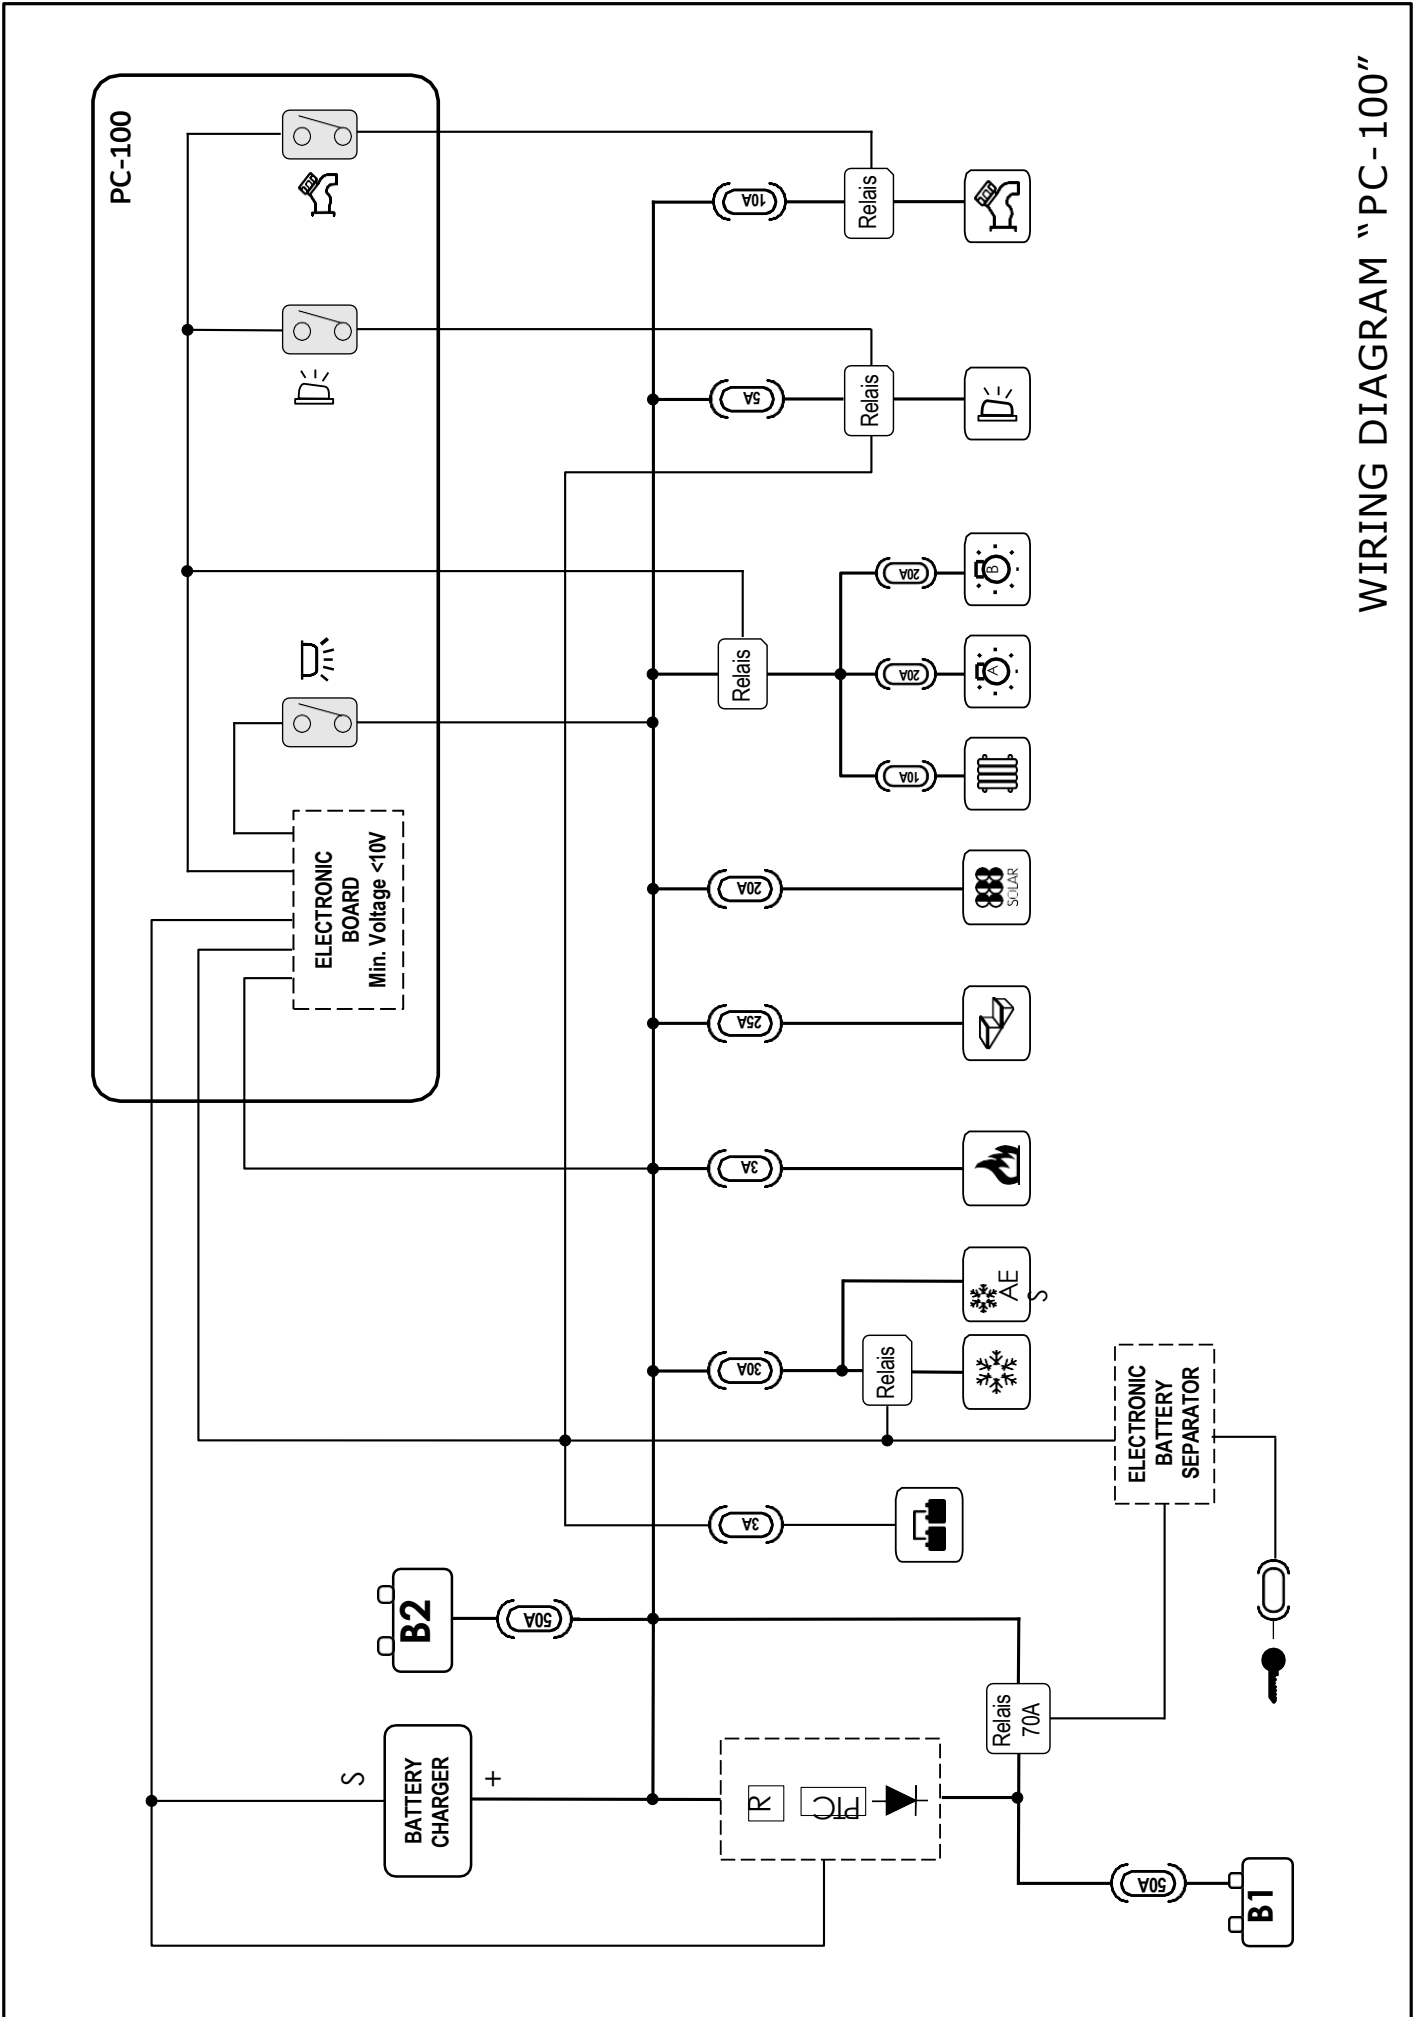 WIRING DIAGRAM “PC-100”
PC-100
10A
Relais
5A
Relais
B
20A
Relais
A
20A
10A
ELECTRONIC
BOARD
Min. Voltage <10V
20A
SOLAR
25A
3A
AE
S
30A
Relais
ELECTRONIC
BATTERY
SEPARATOR
3A
B2
50A
Relais
70A
S
BATTERY
CHARGER
+
R
PTC
50A
B1